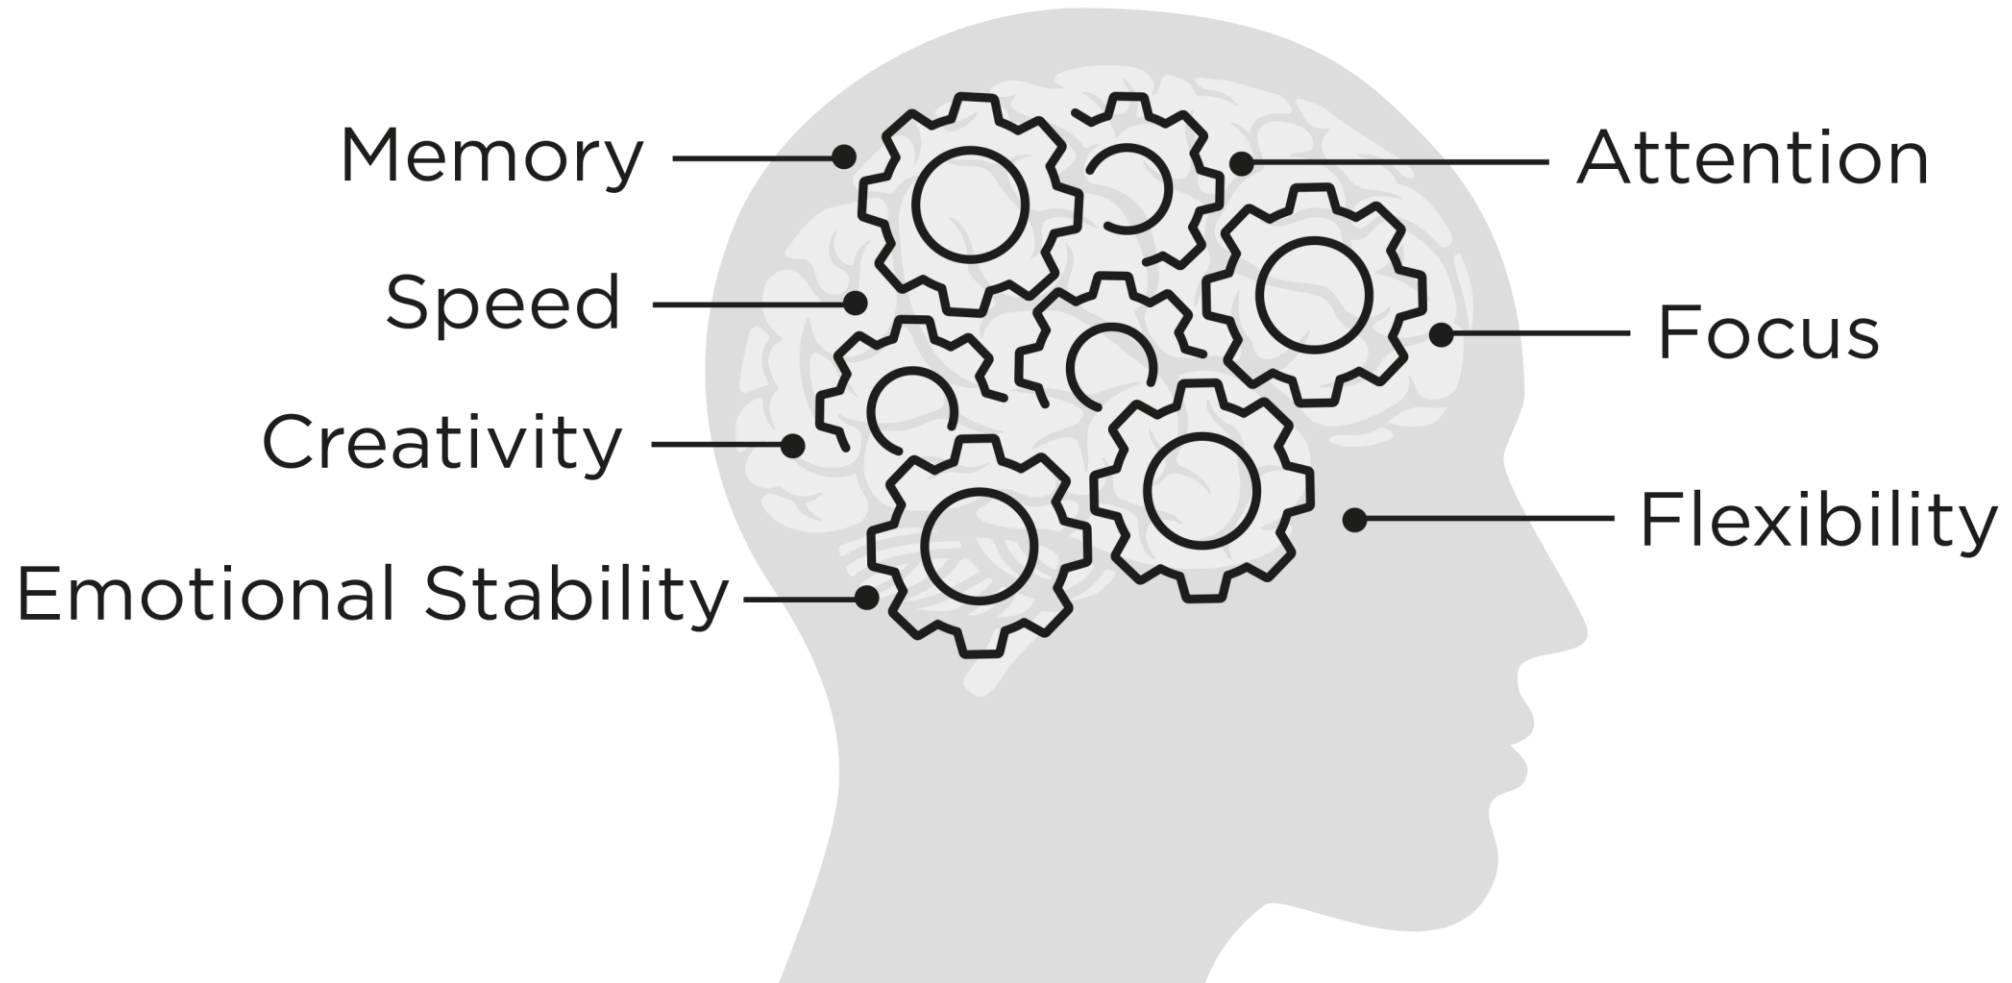 Memory
Speed
Creativity
Emotional Stability
Attention
Focus
Flexibility